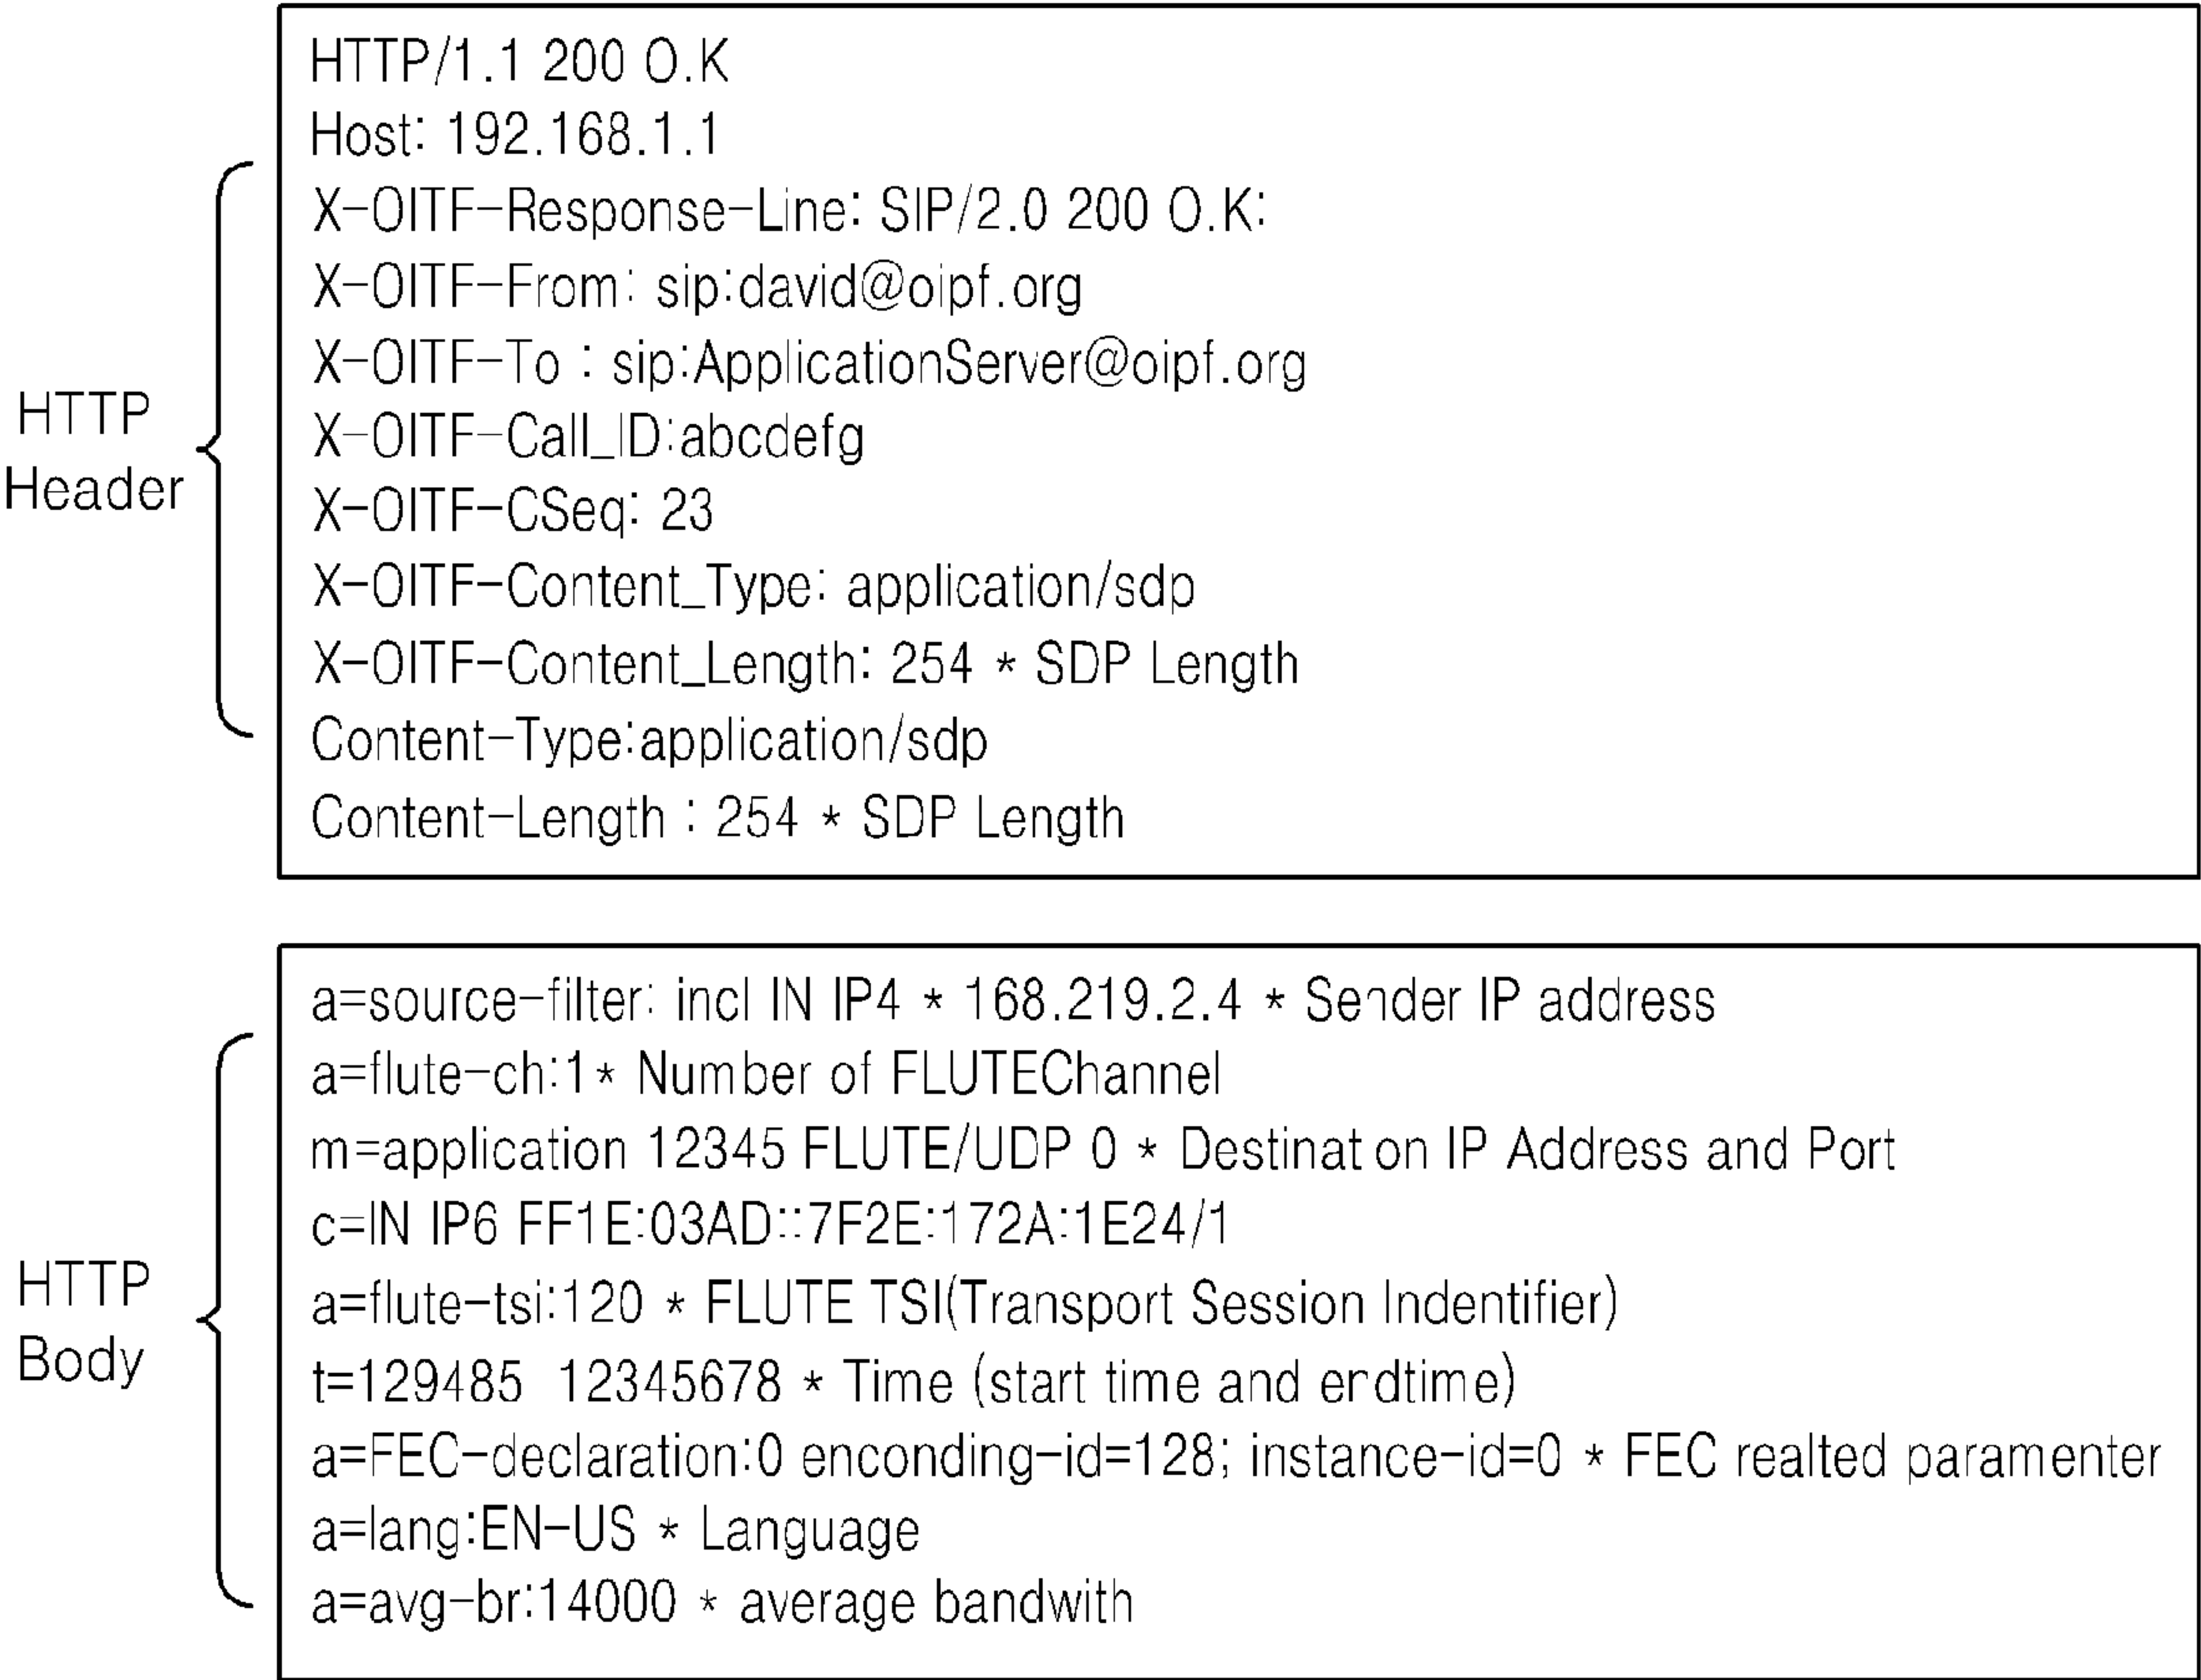 HTTP/1.1 200 O.K
Host: 192.168.1.1
X-OITF-Response-Line: SIP/2.0 200 O.K:
X-OITF-From: sip:david@oipf.org
X-OITF-To : sip:ApplicationServer@oipf.org
X-OITF-Call_ID:abcdefg
X-OITF-CSeq: 23
X-OITF-Content_Type: application/sdp
X-OITF-Content_Length: 254 * SDP Length
Content-Type:application/sdp
Content-Length : 254 * SDP Length
HTTP
Header
a=source-filter: incl IN IP4 * 168.219.2.4 * Sender IP address
a=flute-ch:1* Number of FLUTEChannel
m=application 12345 FLUTE/UDP 0 * Destination IP Address and Port
c=IN IP6 FF1E:03AD::7F2E:172A:1E24/1
a=flute-tsi:120 * FLUTE TSI(Transport Session Indentifier)
t=129485 12345678 * Time (start time and endtime)
a=FEC-declaration:0 enconding-id=128; instance-id=0 * FEC realted paramenter
a=lang:EN-US * Language
a=avg-br:14000 * average bandwith
HTTP
Body